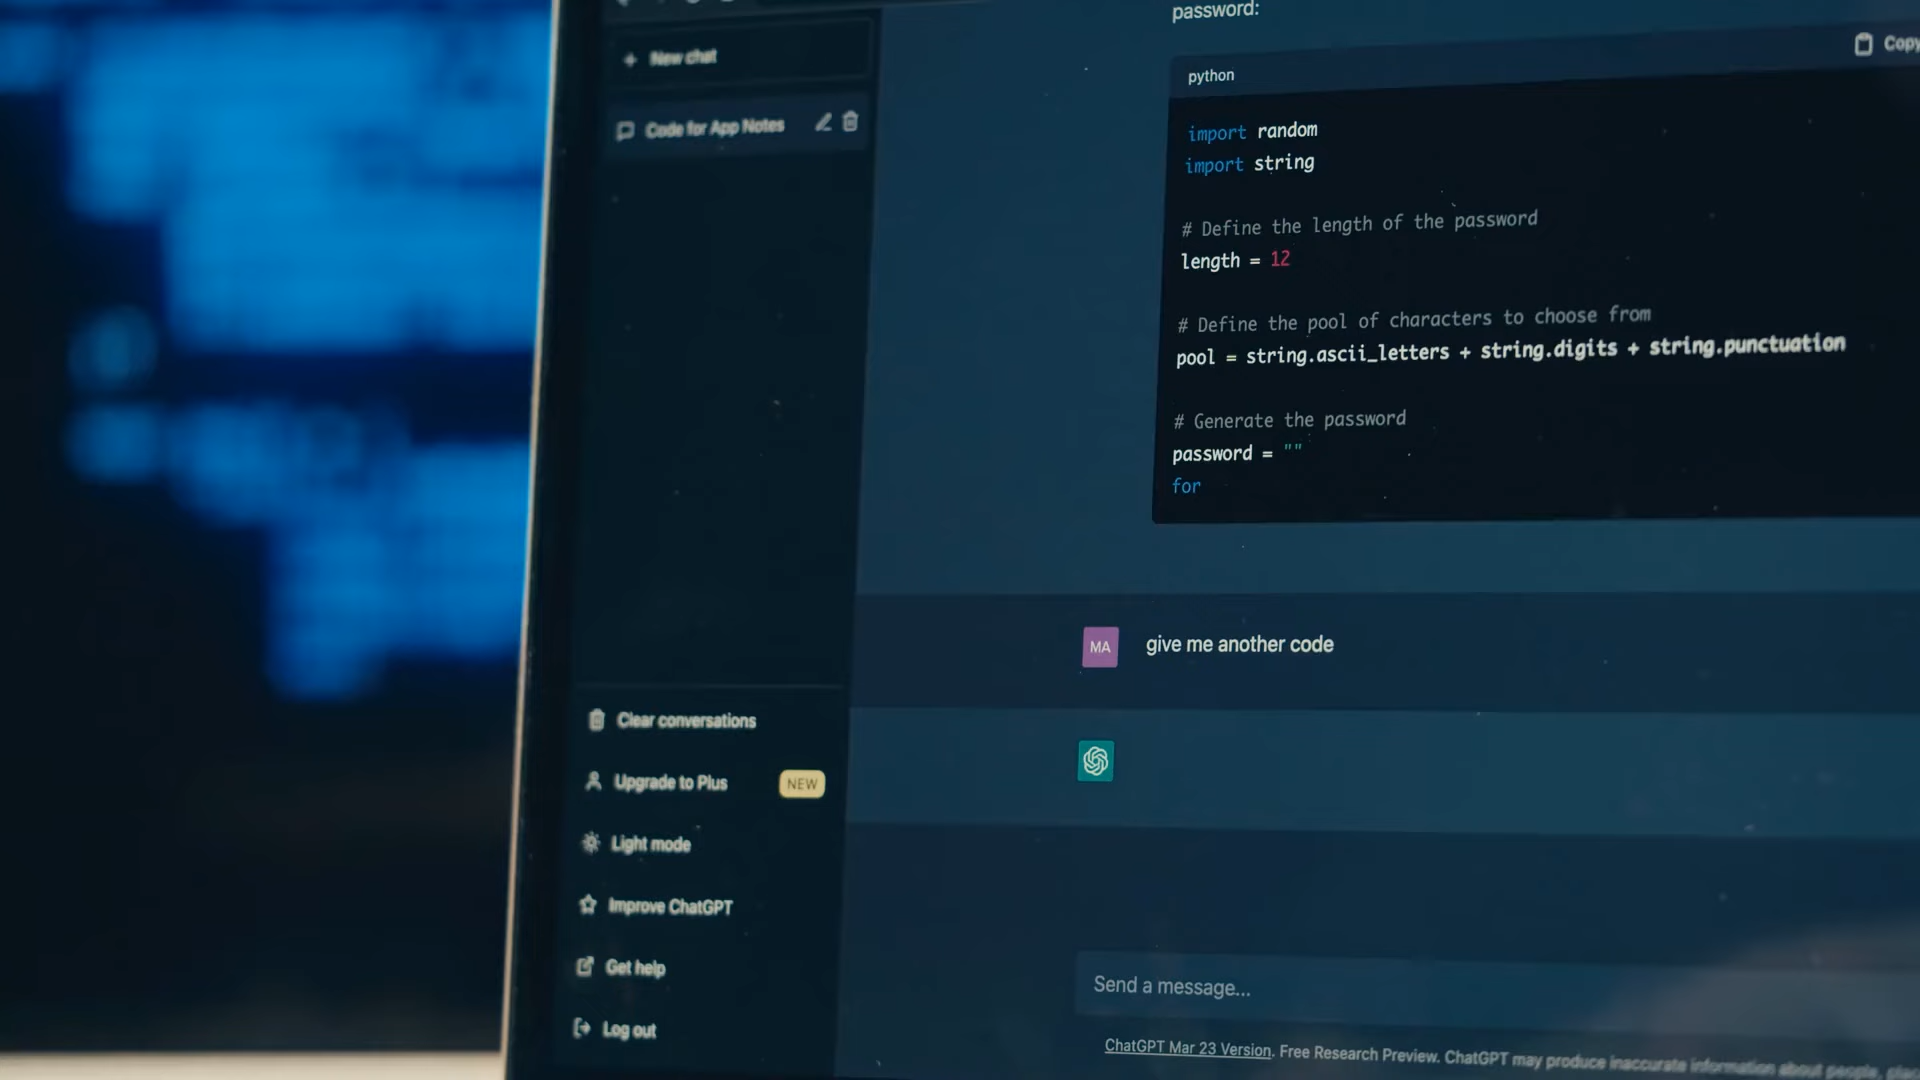 New chat
Code for App Notes
Clear conversations
Upgrade to Plus NEW
Light mode
Improve ChatGPT
Get help
Log out
password:
python Copy
import random
import string
# Define the length of the password
length = 12
# Define the pool of characters to choose from
pool = string.ascii_letters + string.digits + string.punctuation
# Generate the password
password = ""
for
MA give me another code
Send a message...
ChatGPT Mar 23 Version. Free Research Preview. ChatGPT may produce inaccurate information about people,